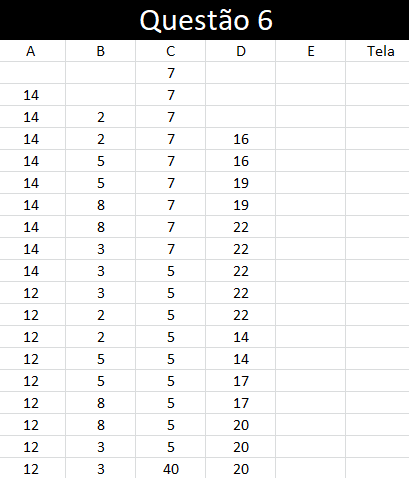 Questão 6
A B C D E Tela
7
14 7
14 2 7
14 2 7 16
14 5 7 16
14 5 7 19
14 8 7 19
14 8 7 22
14 3 7 22
14 3 5 22
12 3 5 22
12 2 5 22
12 2 5 14
12 5 5 14
12 5 5 17
12 8 5 17
12 8 5 20
12 3 5 20
12 3 40 20